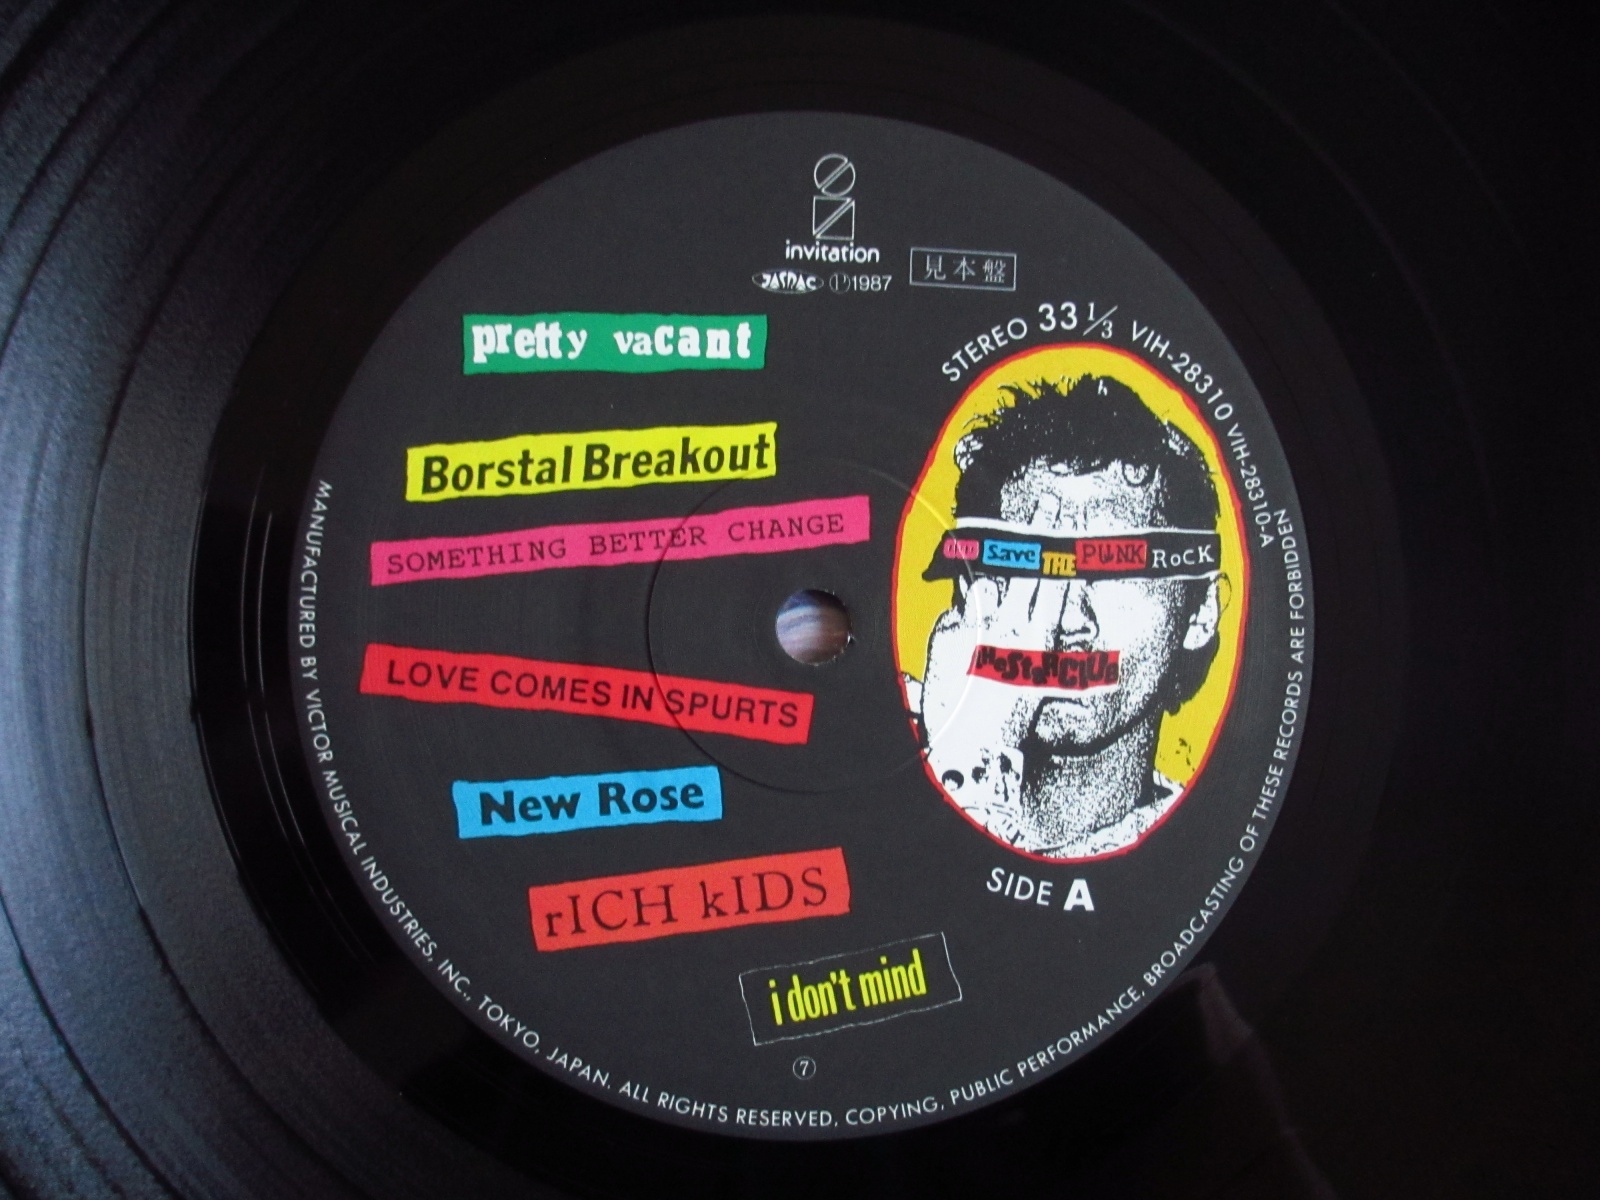 invitation
JASRAC Ⓟ1987
見本盤
STEREO 33 1/3 VIH-28310
VIH-28310-A
pretty vacant
Borstal Breakout
SOMETHING BETTER CHANGE
LOVE COMES IN SPURTS
New Rose
rICH kIDS
i don't mind
Save THE PUNK RocK
theStarCLUB
SIDE A
⑦
MANUFACTURED BY VICTOR MUSICAL INDUSTRIES, INC., TOKYO, JAPAN. ALL RIGHTS RESERVED, COPYING, PUBLIC PERFORMANCE, BROADCASTING OF THESE RECORDS ARE FORBIDDEN